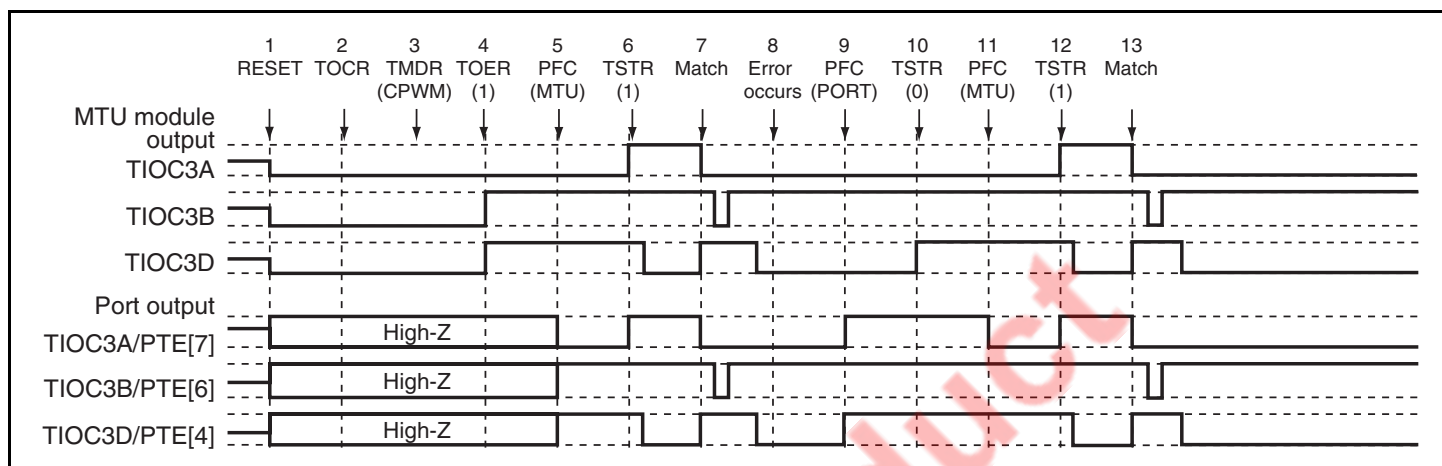 1 2 3 4 5 6 7 8 9 10 11 12 13
RESET TOCR TMDR TOER PFC TSTR Match Error PFC TSTR PFC TSTR Match
(CPWM) (1) (MTU) (1) occurs (PORT) (0) (MTU) (1)
MTU module
output
TIOC3A
TIOC3B
TIOC3D
Port output
TIOC3A/PTE[7] High-Z
TIOC3B/PTE[6] High-Z
TIOC3D/PTE[4] High-Z
duct